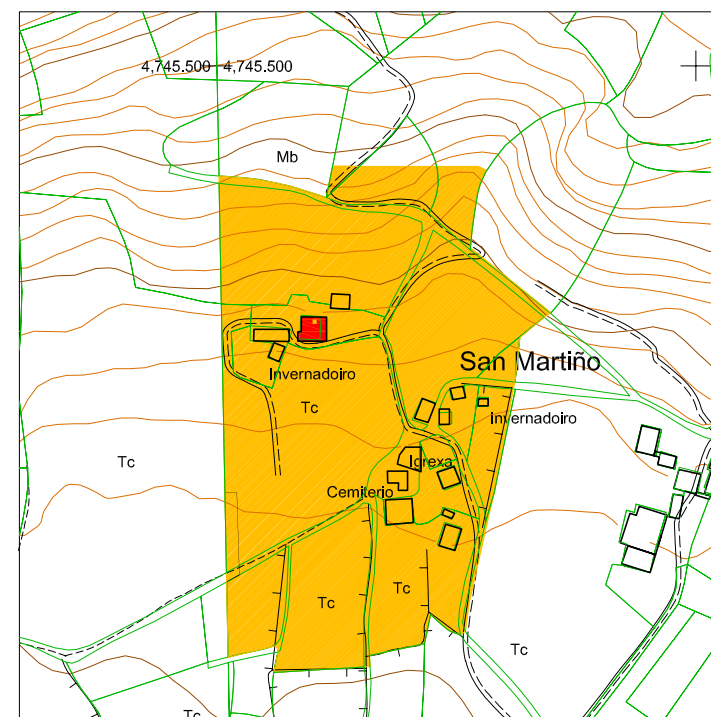 4,745.500 4,745.500
Mb
San Martiño
Invernadoiro
Tc
Invernadoiro
Tc
Igrexa
Cemiterio
Tc
Tc
Tc
Tc